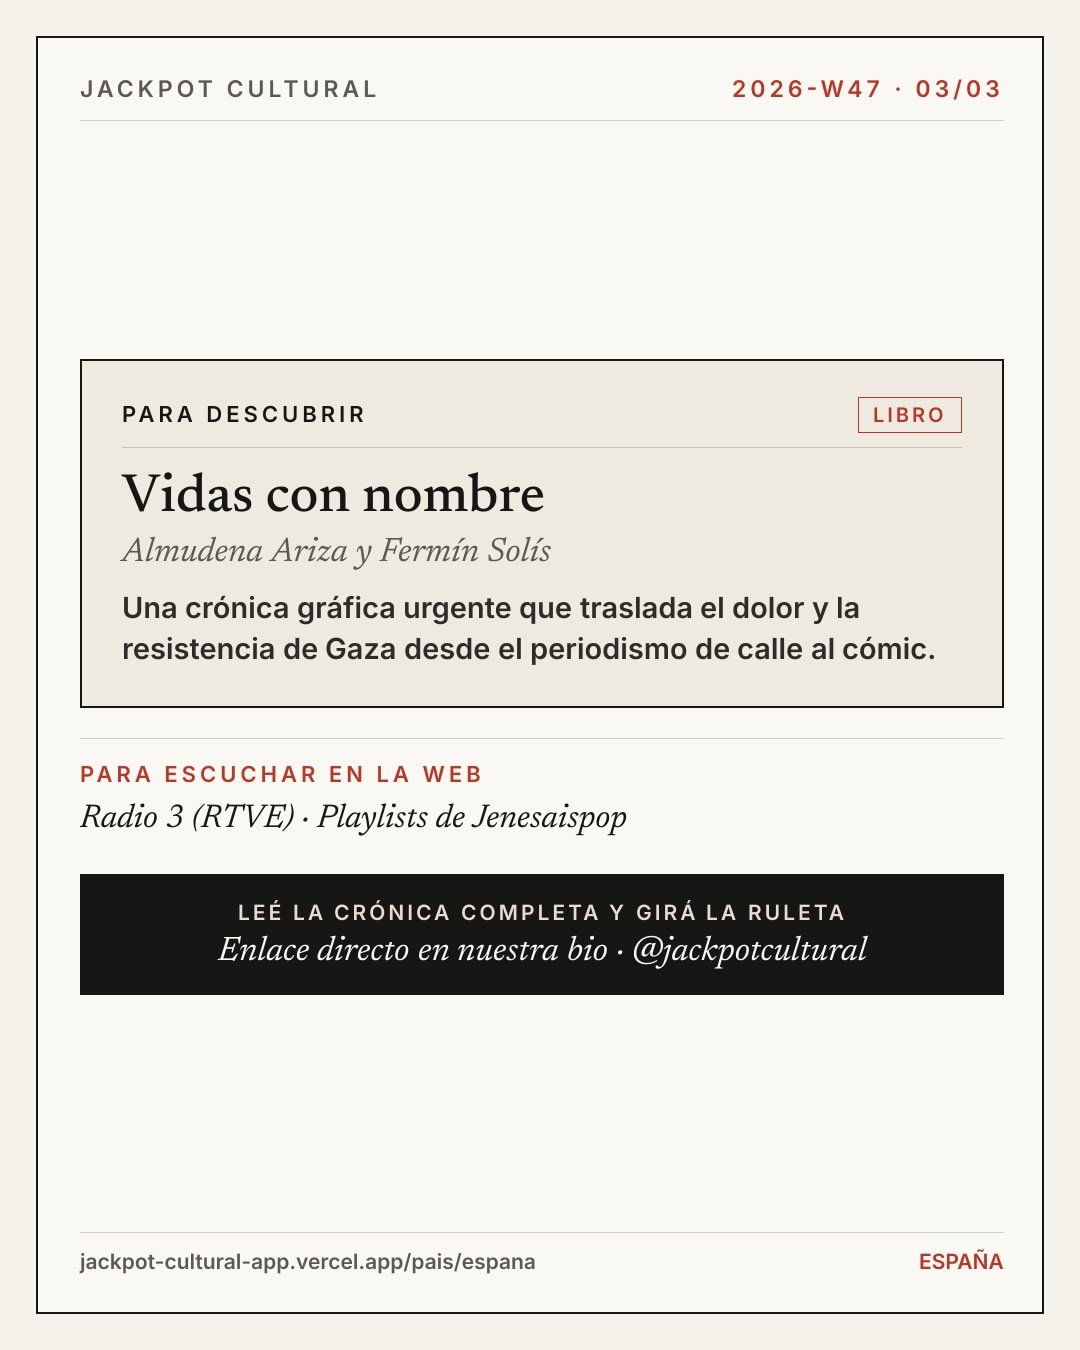 JACKPOT CULTURAL
2026-W47 · 03/03
PARA DESCUBRIR
LIBRO
Vidas con nombre
Almudena Ariza y Fermín Solís
Una crónica gráfica urgente que traslada el dolor y la
resistencia de Gaza desde el periodismo de calle al cómic.
PARA ESCUCHAR EN LA WEB
Radio 3 (RTVE) · Playlists de Jenesaispop
LEÉ LA CRÓNICA COMPLETA Y GIRÁ LA RULETA
Enlace directo en nuestra bio · @jackpotcultural
jackpot-cultural-app.vercel.app/pais/espana
ESPAÑA